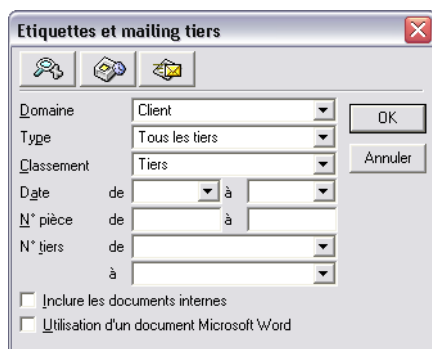 Etiquettes et mailing tiers
Domaine Client
OK
Type Tous les tiers
Annuler
Classement Tiers
Date de à
N° pièce de à
N° tiers de
à
Inclure les documents internes
Utilisation d'un document Microsoft Word